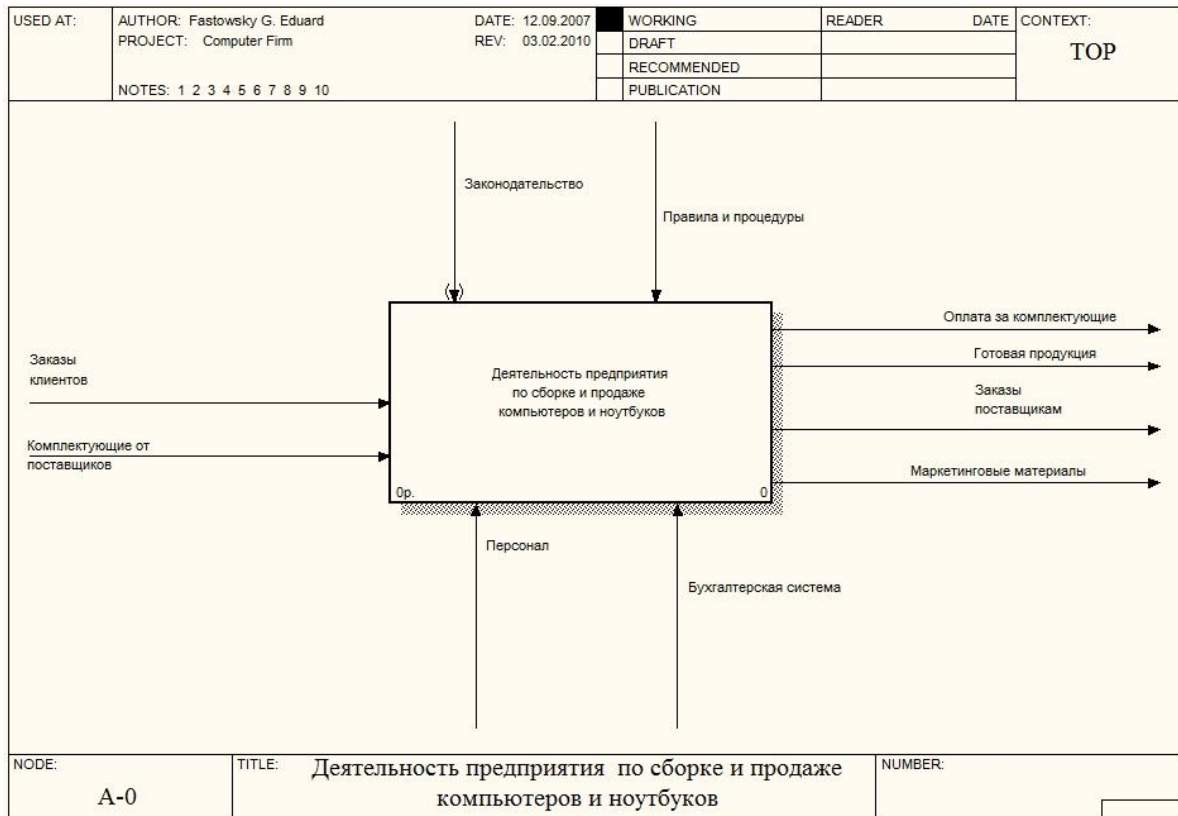 USED AT:
AUTHOR: Fastowsky G. Eduard
DATE: 12.09.2007
PROJECT: Computer Firm
REV: 03.02.2010
NOTES: 1 2 3 4 5 6 7 8 9 10
WORKING
DRAFT
RECOMMENDED
PUBLICATION
READER
DATE
CONTEXT:
TOP
Законодательство
Правила и процедуры
Заказы
клиентов
Комплектующие от
поставщиков
Деятельность предприятия
по сборке и продаже
компьютеров и ноутбуков
0р.
0
Оплата за комплектующие
Готовая продукция
Заказы
поставщикам
Маркетинговые материалы
Персонал
Бухгалтерская система
NODE:
A-0
TITLE:
Деятельность предприятия по сборке и продаже
компьютеров и ноутбуков
NUMBER: